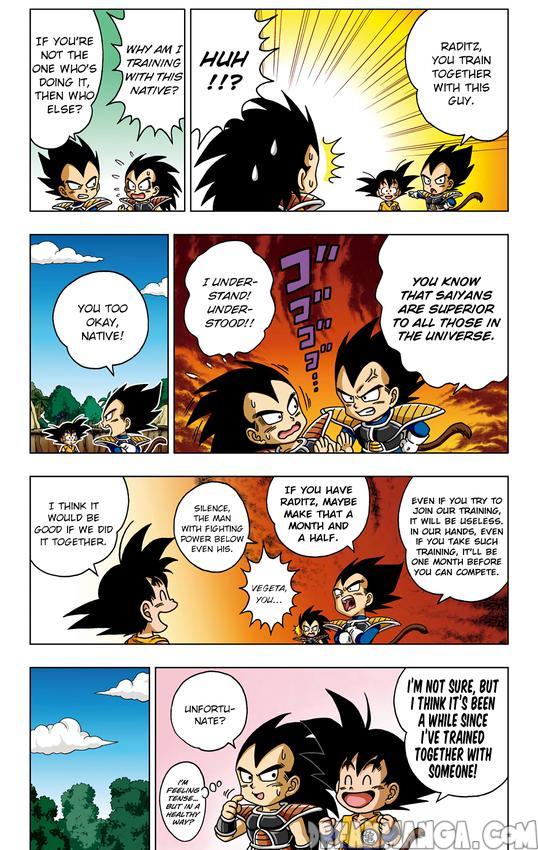 RADITZ,
YOU TRAIN
TOGETHER
WITH THIS
GUY.
HUH
!!?
WHY AM I
TRAINING
WITH THIS
NATIVE?
IF YOU'RE
NOT THE
ONE WHO'S
DOING IT,
THEN WHO
ELSE?
YOU KNOW
THAT SAIYANS
ARE SUPERIOR
TO ALL THOSE
IN THE
UNIVERSE.
ゴゴゴゴ...
I UNDER-
STAND!
UNDER-
STOOD!!
YOU TOO
OKAY,
NATIVE!
EVEN IF YOU TRY TO
JOIN OUR TRAINING,
IT WILL BE USELESS.
IN OUR HANDS, EVEN
IF YOU TAKE SUCH
TRAINING, IT'LL BE
ONE MONTH BEFORE
YOU CAN COMPETE.
IF YOU HAVE
RADITZ, MAYBE
MAKE THAT A
MONTH AND
A HALF.
VEGETA,
YOU...
SILENCE,
THE MAN
WITH FIGHTING
POWER BELOW
EVEN HIS.
I THINK IT
WOULD BE
GOOD IF WE DID
IT TOGETHER.
I'M NOT SURE, BUT
I THINK IT'S BEEN
A WHILE SINCE
I'VE TRAINED
TOGETHER WITH
SOMEONE!
UNFORTU-
NATE?
I'M
FEELING
TENSE...
BUT IN A
HEALTHY
WAY?